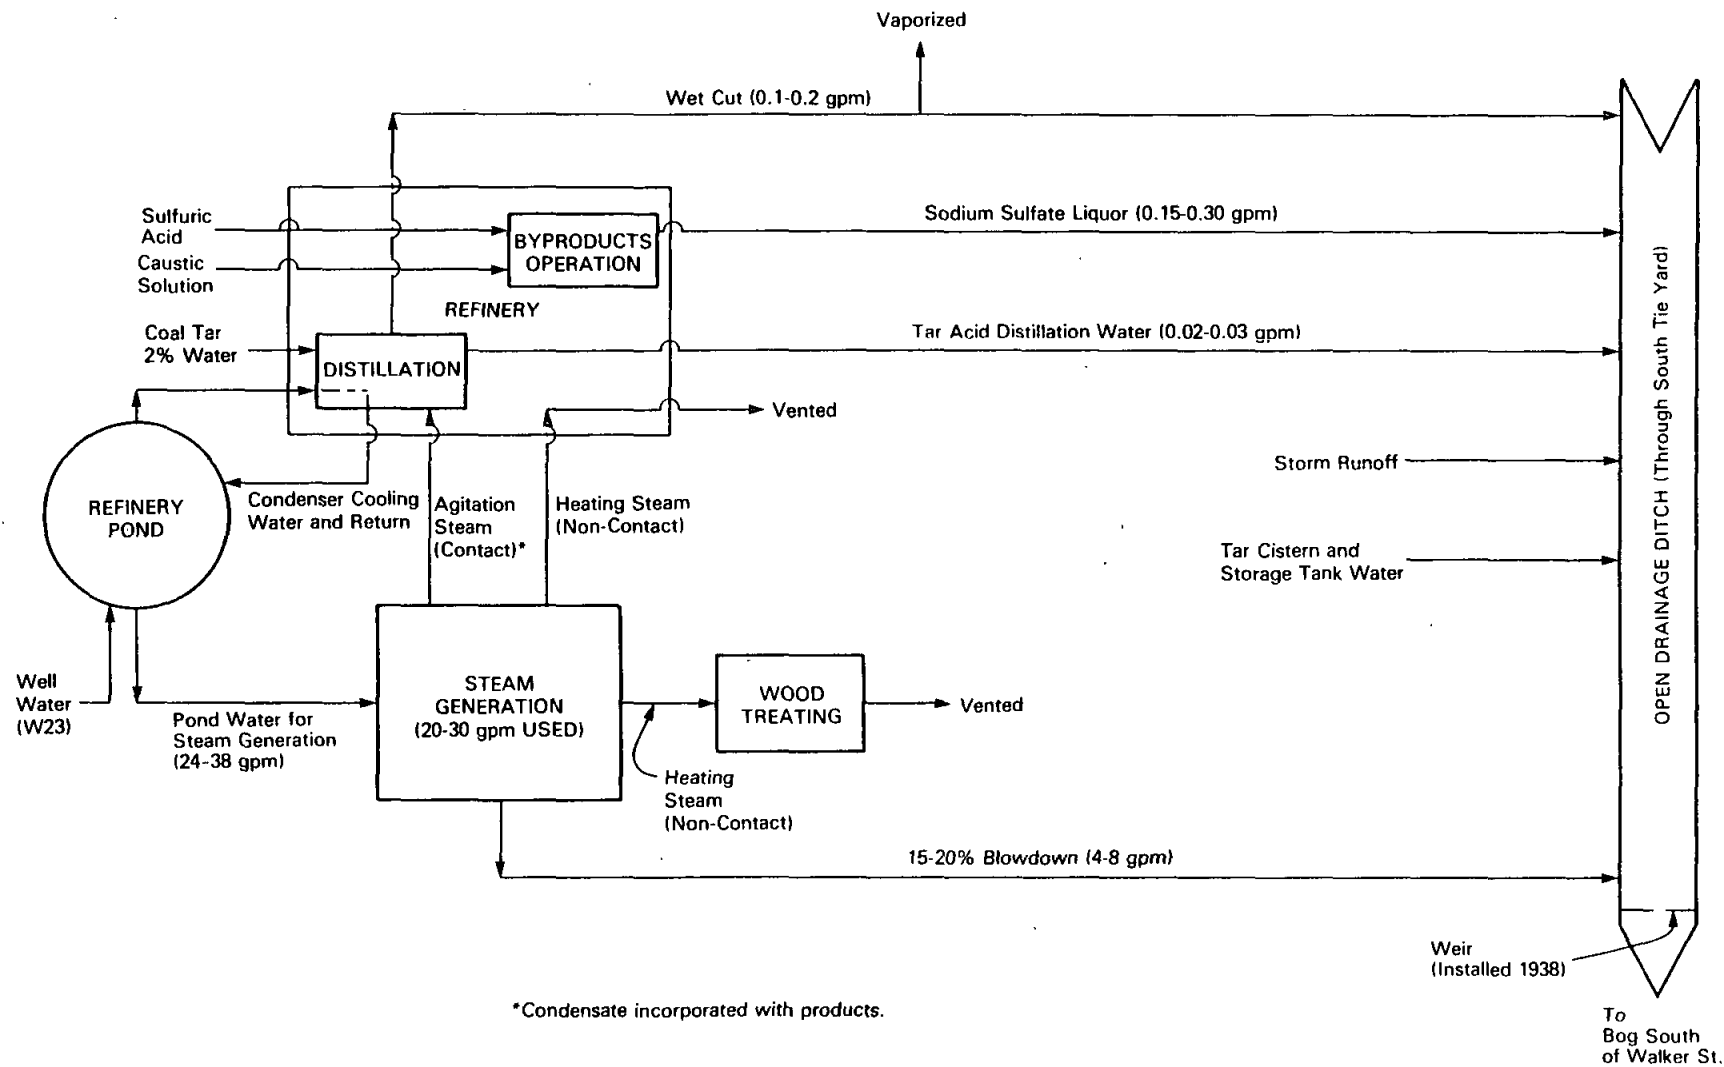 Vaporized
Wet Cut (0.1-0.2 gpm)
Sulfuric
Acid
Caustic
Solution
BYPRODUCTS
OPERATION
Sodium Sulfate Liquor (0.15-0.30 gpm)
REFINERY
Coal Tar
2% Water
DISTILLATION
Tar Acid Distillation Water (0.02-0.03 gpm)
Vented
REFINERY
POND
Condenser Cooling
Water and Return
Agitation
Steam
(Contact)*
Heating Steam
(Non-Contact)
Storm Runoff
Tar Cistern and
Storage Tank Water
OPEN DRAINAGE DITCH (Through South Tie Yard)
Well
Water
(W23)
Pond Water for
Steam Generation
(24-38 gpm)
STEAM
GENERATION
(20-30 gpm USED)
WOOD
TREATING
Vented
Heating
Steam
(Non-Contact)
15-20% Blowdown (4-8 gpm)
Weir
(Installed 1938)
*Condensate incorporated with products.
To
Bog South
of Walker St.